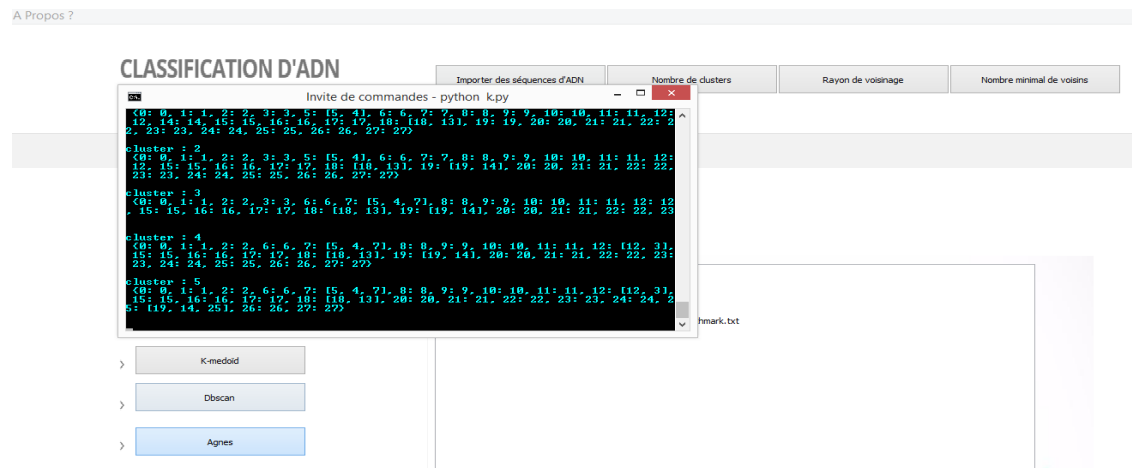 A Propos ?
CLASSIFICATION D'ADN
Importer des séquences d'ADN
Nombre de clusters
Rayon de voisinage
Nombre minimal de voisins
Invite de commandes - python k.py
{0: 0, 1: 1, 2: 2, 3: 3, 5: [5, 4], 6: 6, 7: 7, 8: 8, 9: 9, 10: 10, 11: 11, 12:
12, 14: 14, 15: 15, 16: 16, 17: 17, 18: [18, 13], 19: 19, 20: 20, 21: 21, 22: 2
2, 23: 23, 24: 24, 25: 25, 26: 26, 27: 27}
cluster : 2
{0: 0, 1: 1, 2: 2, 3: 3, 5: [5, 4], 6: 6, 7: 7, 8: 8, 9: 9, 10: 10, 11: 11, 12:
12, 15: 15, 16: 16, 17: 17, 18: [18, 13], 19: [19, 14], 20: 20, 21: 21, 22: 22,
23: 23, 24: 24, 25: 25, 26: 26, 27: 27}
cluster : 3
{0: 0, 1: 1, 2: 2, 3: 3, 6: 6, 7: [5, 4, 7], 8: 8, 9: 9, 10: 10, 11: 11, 12: 12
, 15: 15, 16: 16, 17: 17, 18: [18, 13], 19: [19, 14], 20: 20, 21: 21, 22: 22, 23
cluster : 4
{0: 0, 1: 1, 2: 2, 6: 6, 7: [5, 4, 7], 8: 8, 9: 9, 10: 10, 11: 11, 12: [12, 3],
15: 15, 16: 16, 17: 17, 18: [18, 13], 19: [19, 14], 20: 20, 21: 21, 22: 22, 23:
23, 24: 24, 25: 25, 26: 26, 27: 27}
cluster : 5
{0: 0, 1: 1, 2: 2, 6: 6, 7: [5, 4, 7], 8: 8, 9: 9, 10: 10, 11: 11, 12: [12, 3],
15: 15, 16: 16, 17: 17, 18: [18, 13], 20: 20, 21: 21, 22: 22, 23: 23, 24: 24, 2
5: [19, 14, 25], 26: 26, 27: 27}
hmark.txt
K-medoid
Dbscan
Agnes